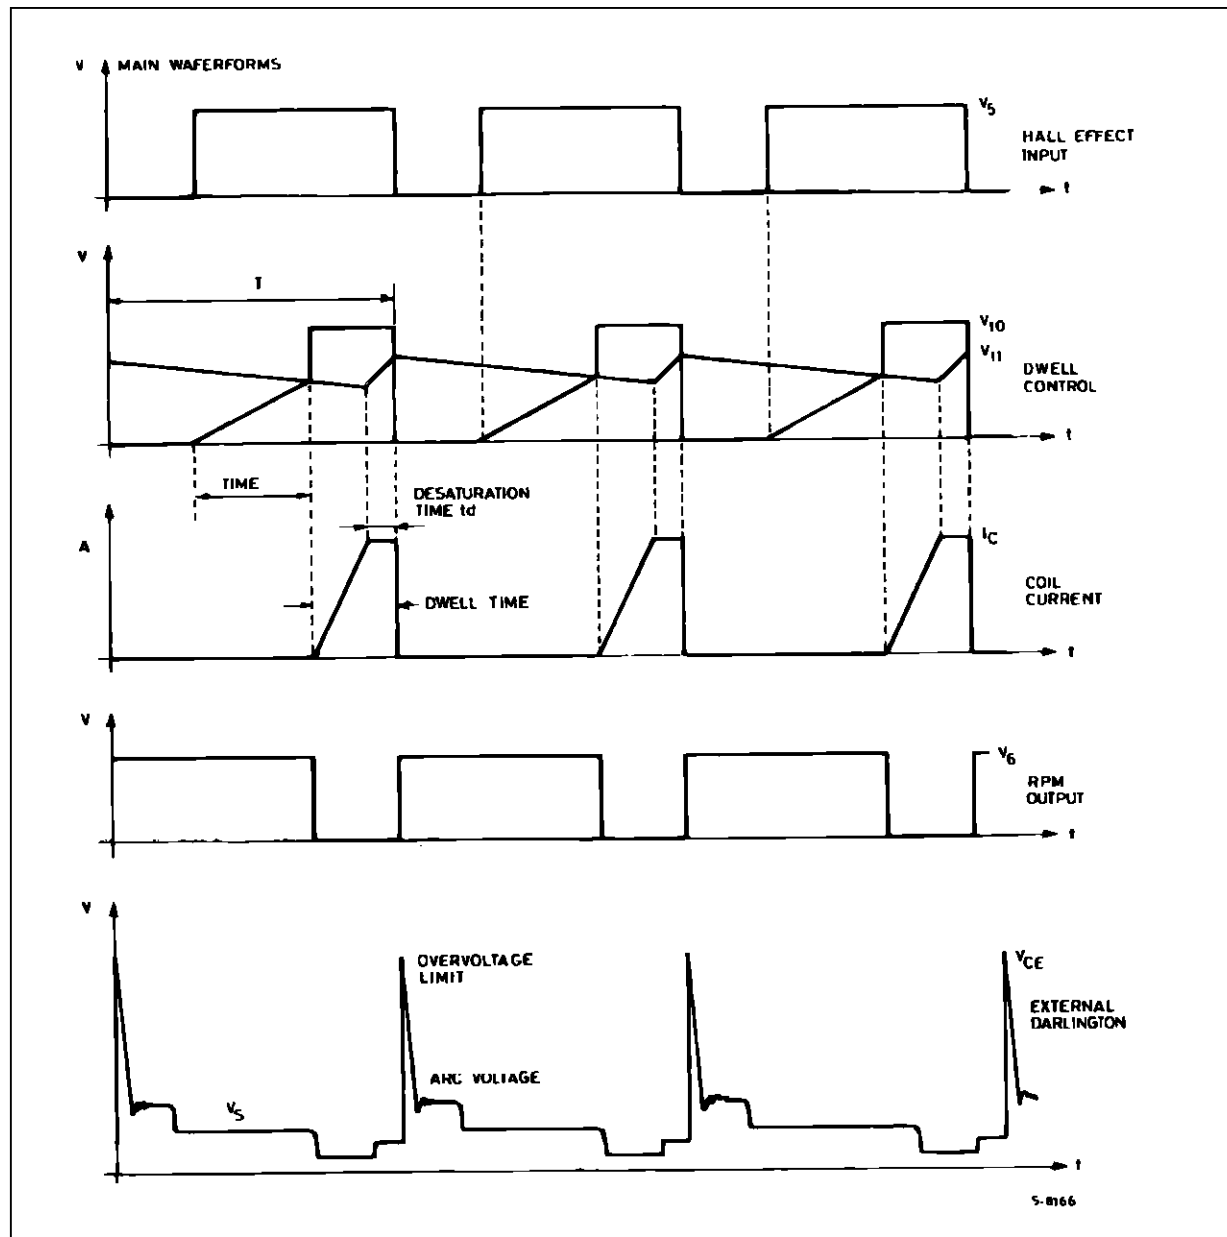 V MAIN WAFERFORMS
V5
HALL EFFECT
INPUT
t
V
T
V10
V11
DWELL
CONTROL
t
TIME
DESATURATION
TIME td
A
IC
DWELL TIME
COIL
CURRENT
t
V
V6
RPM
OUTPUT
t
V
OVERVOLTAGE
LIMIT
VCE
EXTERNAL
DARLINGTON
ARC VOLTAGE
VS
t
S-8166